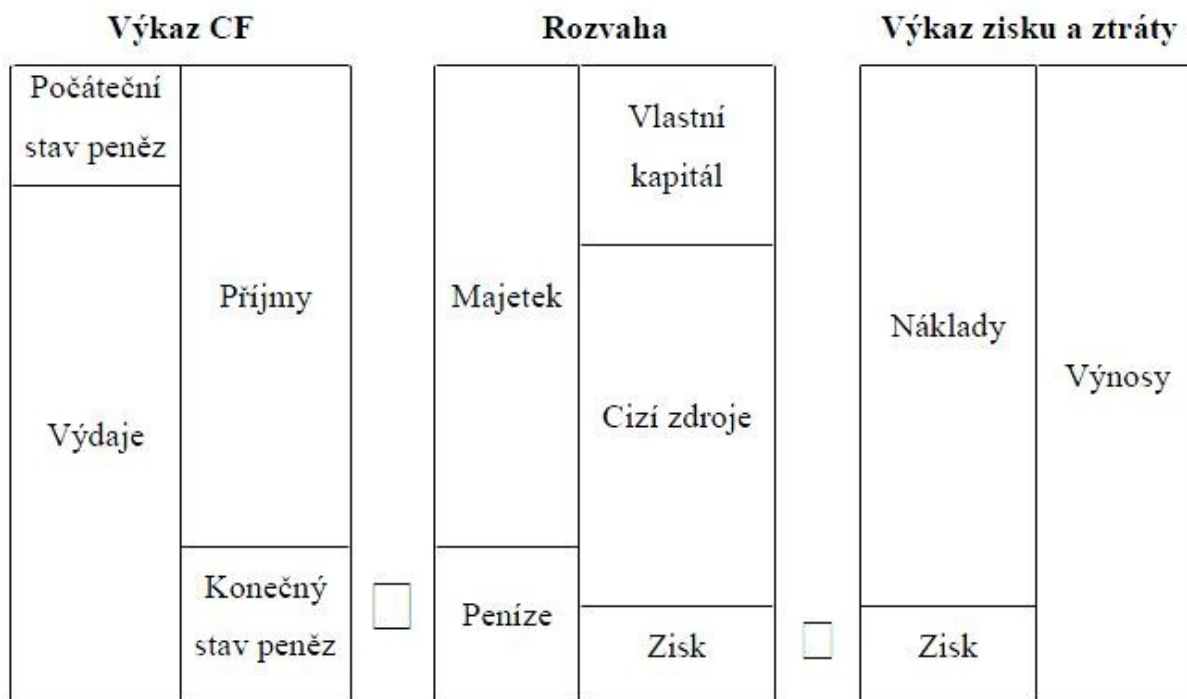 Výkaz CF
Rozvaha
Výkaz zisku a ztráty
Počáteční
stav peněz
Výdaje
Příjmy
Konečný
stav peněz
Majetek
Peníze
Vlastní
kapitál
Cizí zdroje
Zisk
Náklady
Zisk
Výnosy